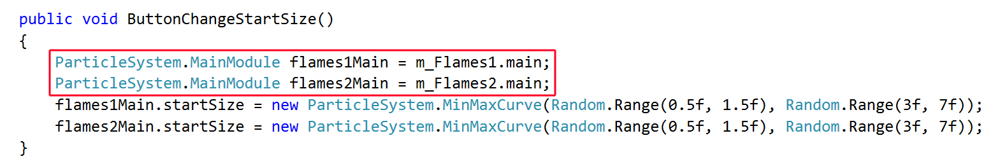 public void ButtonChangeStartSize()
{
ParticleSystem.MainModule flames1Main = m_Flames1.main;
ParticleSystem.MainModule flames2Main = m_Flames2.main;
flames1Main.startSize = new ParticleSystem.MinMaxCurve(Random.Range(0.5f, 1.5f), Random.Range(3f, 7f));
flames2Main.startSize = new ParticleSystem.MinMaxCurve(Random.Range(0.5f, 1.5f), Random.Range(3f, 7f));
}